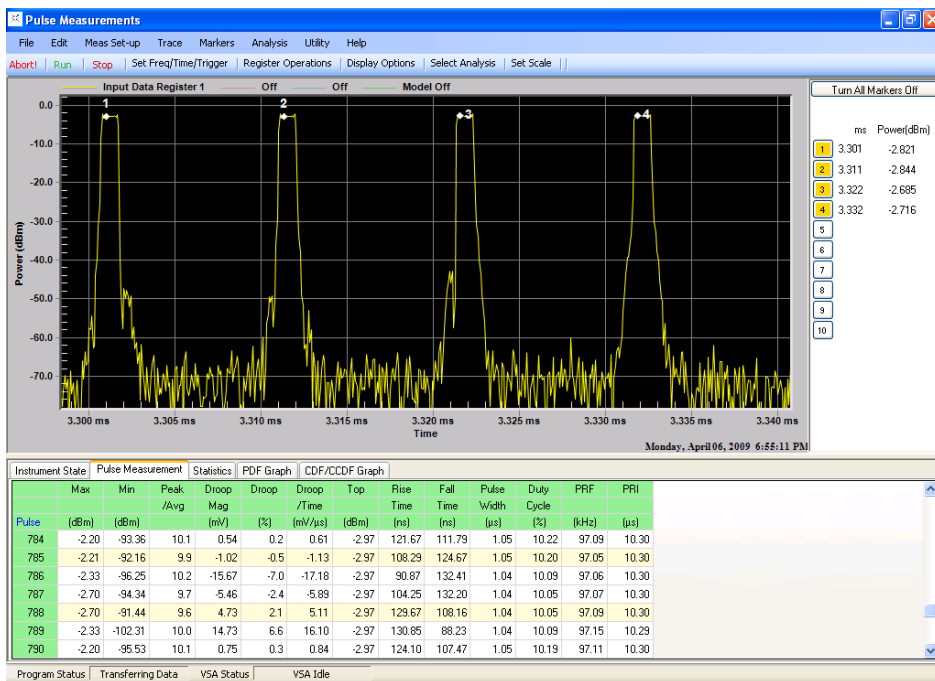 Pulse Measurements
File Edit Meas Set-up Trace Markers Analysis Utility Help
Abort! Run Stop Set Freq/Time/Trigger Register Operations Display Options Select Analysis Set Scale
Input Data Register 1 Off Off Model Off
Turn All Markers Off
ms Power(dBm)
1 3.301 -2.821
2 3.311 -2.844
3 3.322 -2.685
4 3.332 -2.716
5
6
7
8
9
10
Power (dBm)
0.0
-10.0
-20.0
-30.0
-40.0
-50.0
-60.0
-70.0
1 2 3 4
3.300 ms 3.305 ms 3.310 ms 3.315 ms 3.320 ms 3.325 ms 3.330 ms 3.335 ms 3.340 ms
Time
Monday, April 06, 2009 6:55:11 PM
Instrument State Pulse Measurement Statistics PDF Graph CDF/CCDF Graph
Max Min Peak Droop Droop Droop Top Rise Fall Pulse Duty PRF PRI
/Avg Mag /Time Time Time Width Cycle
Pulse (dBm) (dBm) (mV) (%) (mV/µs) (dBm) (ns) (ns) (µs) (%) (kHz) (µs)
784 -2.20 -93.36 10.1 0.54 0.2 0.61 -2.97 121.67 111.79 1.05 10.22 97.09 10.30
785 -2.21 -92.16 9.9 -1.02 -0.5 -1.13 -2.97 108.29 124.67 1.05 10.20 97.05 10.30
786 -2.33 -96.25 10.2 -15.67 -7.0 -17.18 -2.97 90.87 132.41 1.04 10.09 97.06 10.30
787 -2.70 -94.34 9.7 -5.46 -2.4 -5.89 -2.97 104.25 132.20 1.04 10.05 97.07 10.30
788 -2.70 -91.44 9.6 4.73 2.1 5.11 -2.97 129.67 108.16 1.04 10.05 97.09 10.30
789 -2.33 -102.31 10.0 14.73 6.6 16.10 -2.97 130.85 88.23 1.04 10.09 97.15 10.29
790 -2.20 -95.53 10.1 0.75 0.3 0.84 -2.97 124.10 107.47 1.05 10.19 97.11 10.30
Program Status Transferring Data VSA Status VSA Idle